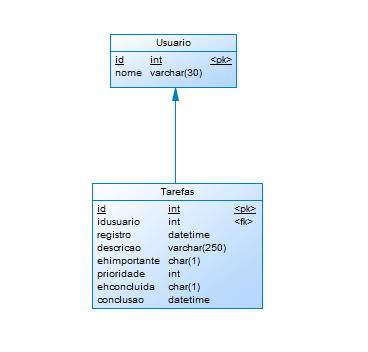 Usuario
id int <pk>
nome varchar(30)
Tarefas
id int <pk>
idusuario int <fk>
registro datetime
descricao varchar(250)
ehimportante char(1)
prioridade int
ehconcluida char(1)
conclusao datetime